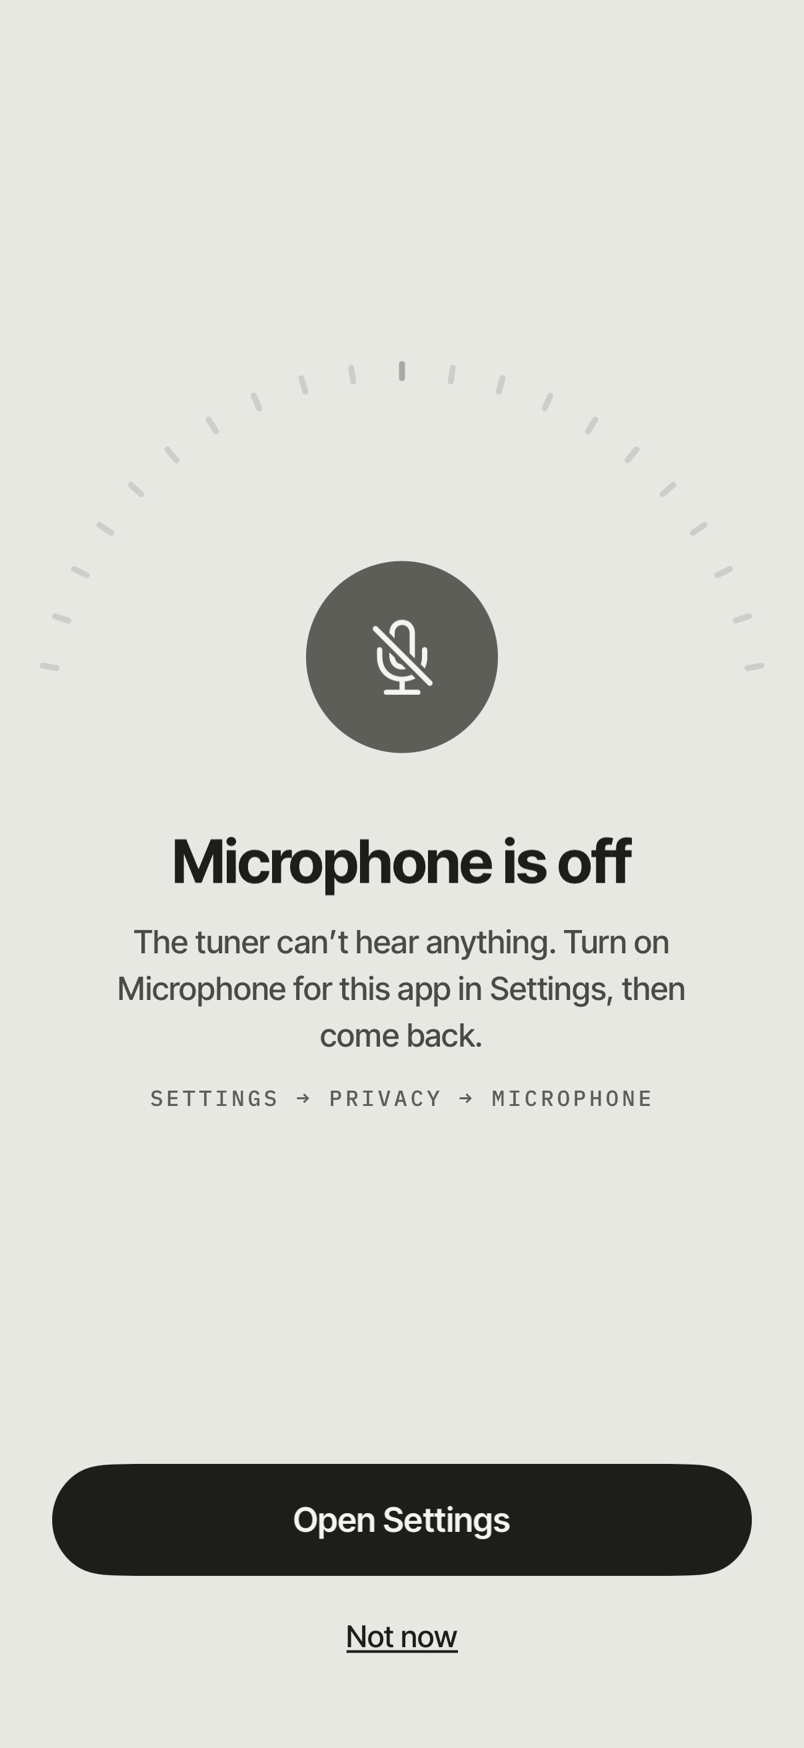 Microphone is off
The tuner can’t hear anything. Turn on
Microphone for this app in Settings, then
come back.
SETTINGS → PRIVACY → MICROPHONE
Open Settings
Not now